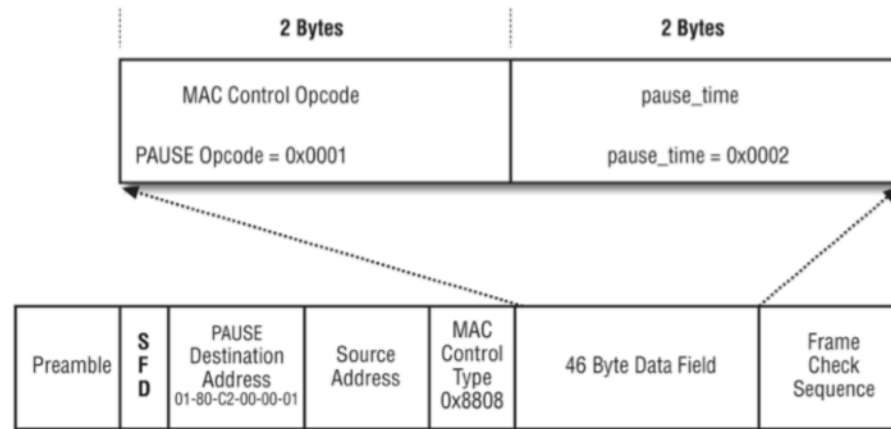 2 Bytes 2 Bytes
MAC Control Opcode pause_time
PAUSE Opcode = 0x0001 pause_time = 0x0002
Preamble
S
F
D
PAUSE
Destination
Address
01-80-C2-00-00-01
Source
Address
MAC
Control
Type
0x8808
46 Byte Data Field
Frame
Check
Sequence